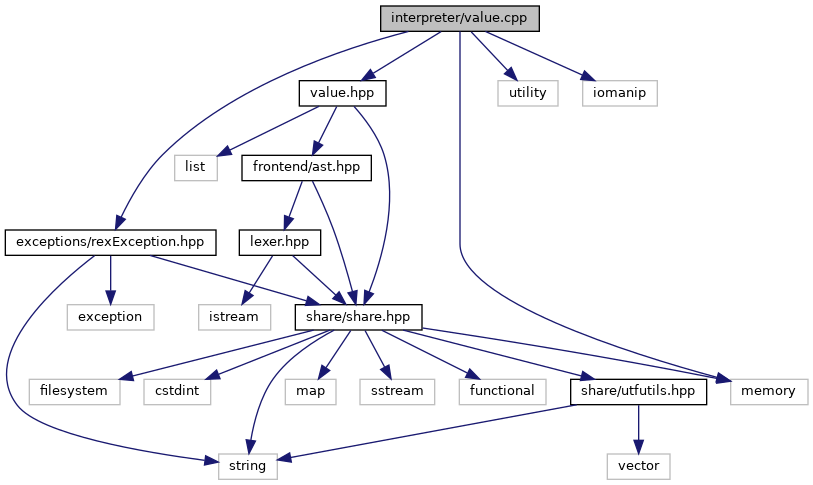 interpreter/value.cpp
value.hpp
utility
iomanip
list
frontend/ast.hpp
exceptions/rexException.hpp
lexer.hpp
exception
istream
share/share.hpp
filesystem
cstdint
map
sstream
functional
share/utfutils.hpp
memory
string
vector